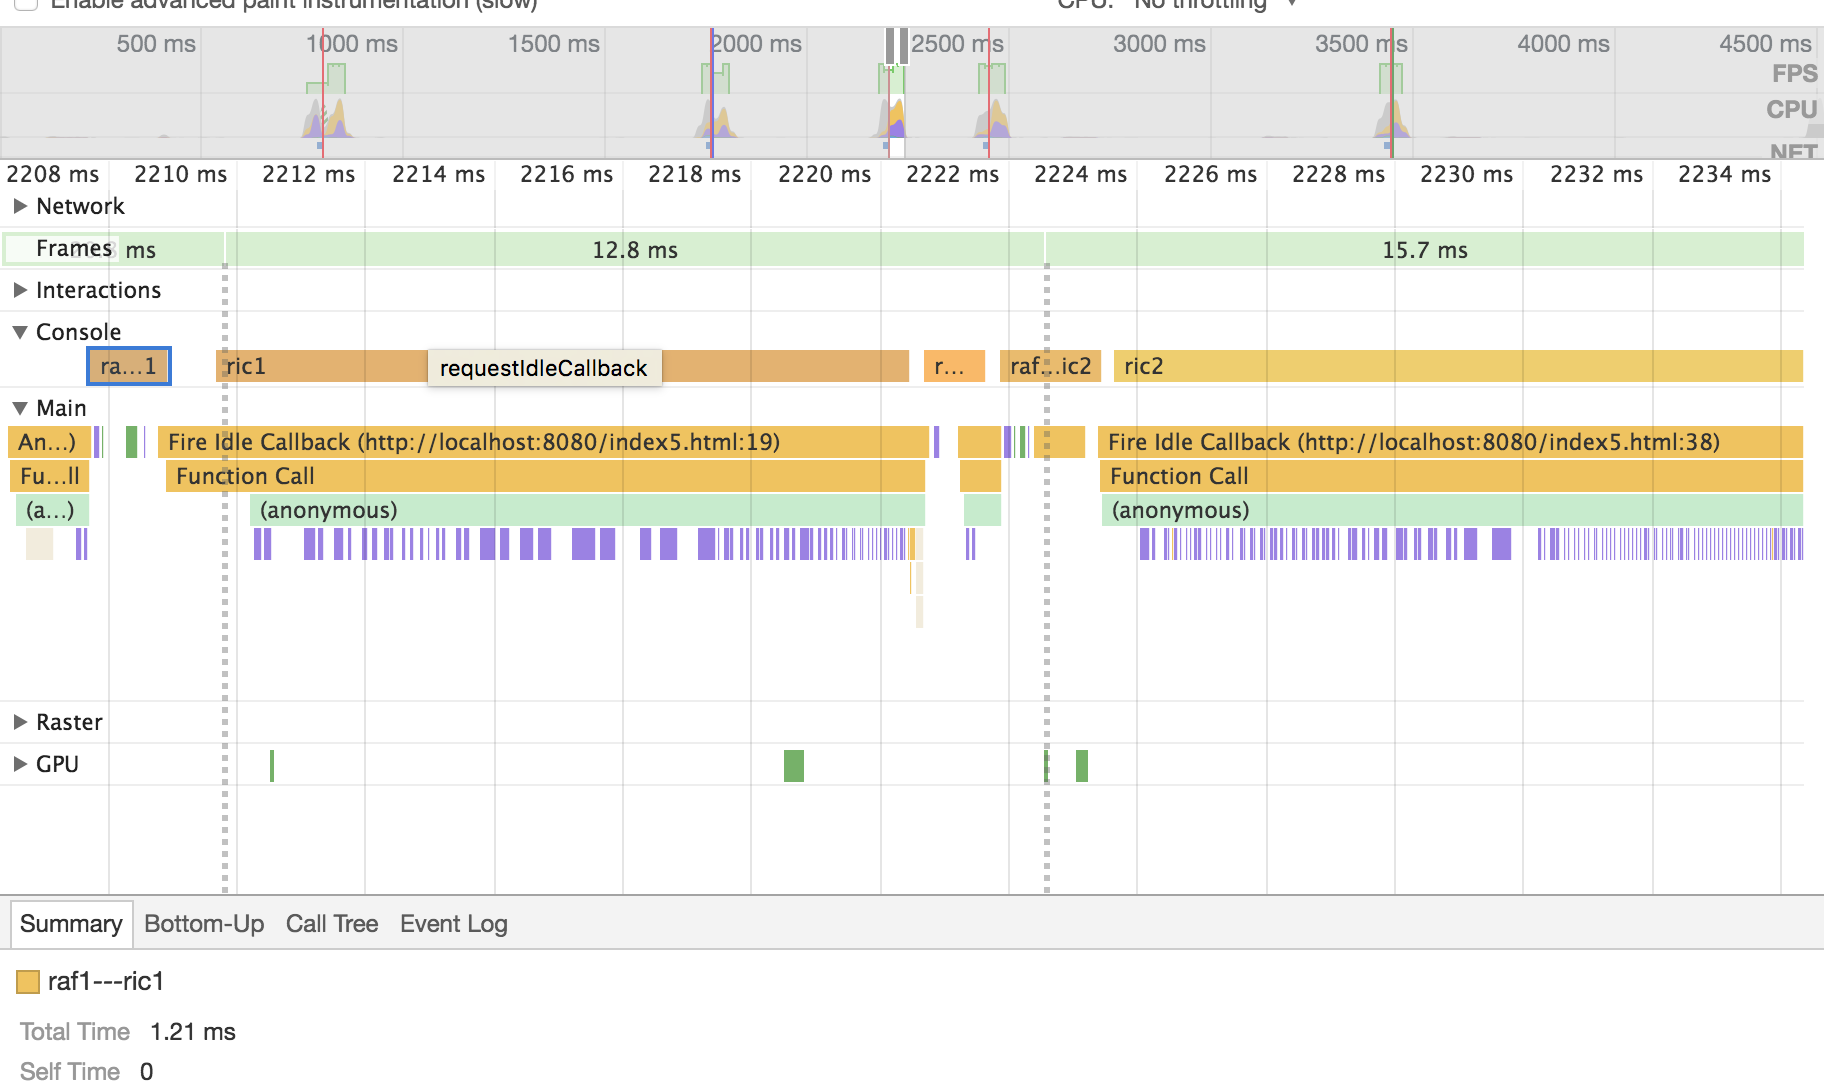 Enable advanced paint instrumentation (slow) CPU: No throttling ▼
500 ms 1000 ms 1500 ms 2000 ms 2500 ms 3000 ms 3500 ms 4000 ms 4500 ms
FPS
CPU
NET
2208 ms 2210 ms 2212 ms 2214 ms 2216 ms 2218 ms 2220 ms 2222 ms 2224 ms 2226 ms 2228 ms 2230 ms 2232 ms 2234 ms
Network
Frames ms 12.8 ms 15.7 ms
Interactions
Console
ra...1 ric1 requestIdleCallback r... raf...ic2 ric2
Main
An...) Fire Idle Callback (http://localhost:8080/index5.html:19) Fire Idle Callback (http://localhost:8080/index5.html:38)
Fu...ll Function Call Function Call
(a...) (anonymous) (anonymous)
Raster
GPU
Summary Bottom-Up Call Tree Event Log
raf1---ric1
Total Time 1.21 ms
Self Time 0